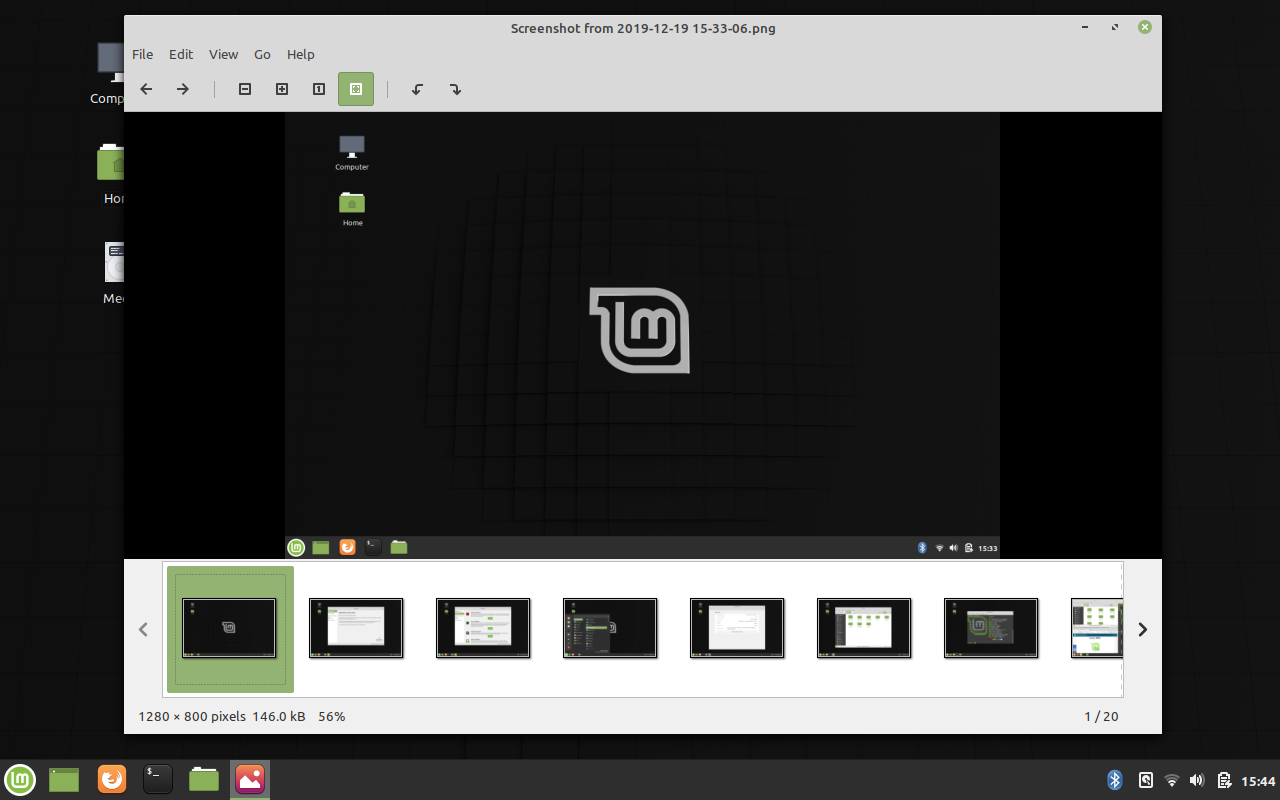 Screenshot from 2019-12-19 15-33-06.png
File Edit View Go Help
Computer
Home
15:33
1280 × 800 pixels 146.0 kB 56%
1 / 20
Comp
Hor
Me
$_
15:44